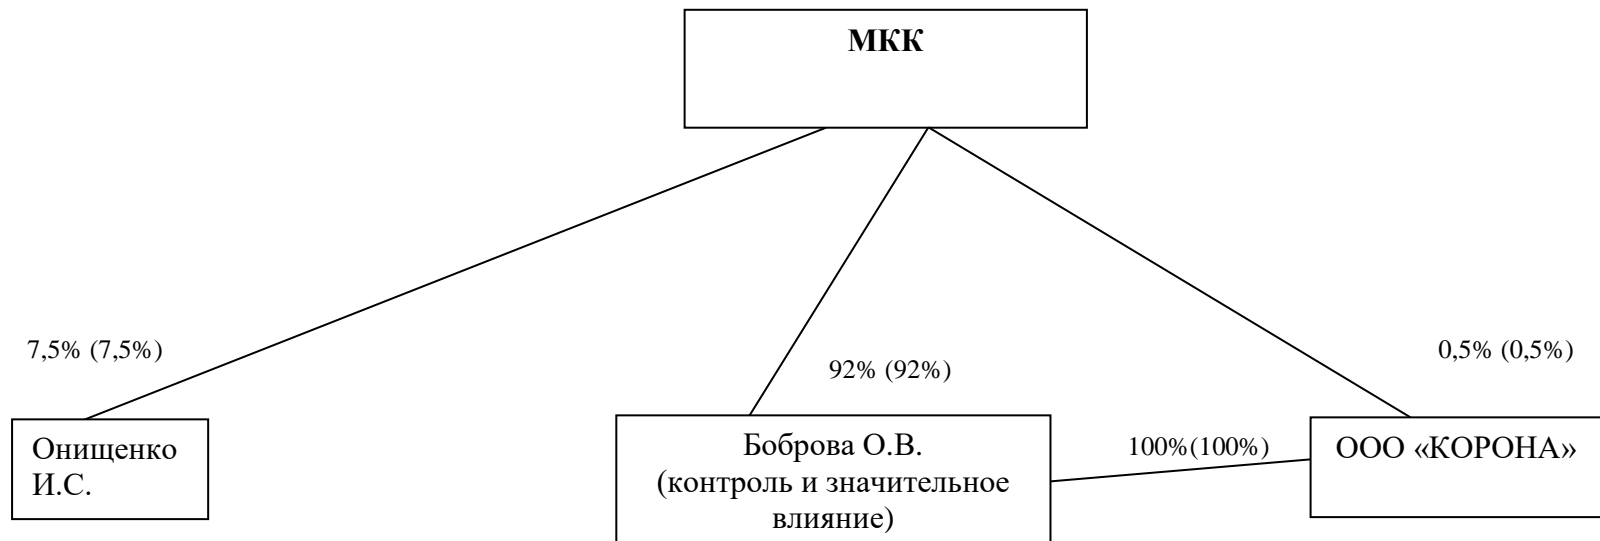 МКК
7,5% (7,5%)
0,5% (0,5%)
92% (92%)
Онищенко
И.С.
Боброва О.В.
(контроль и значительное
влияние)
100%(100%)
ООО «КОРОНА»